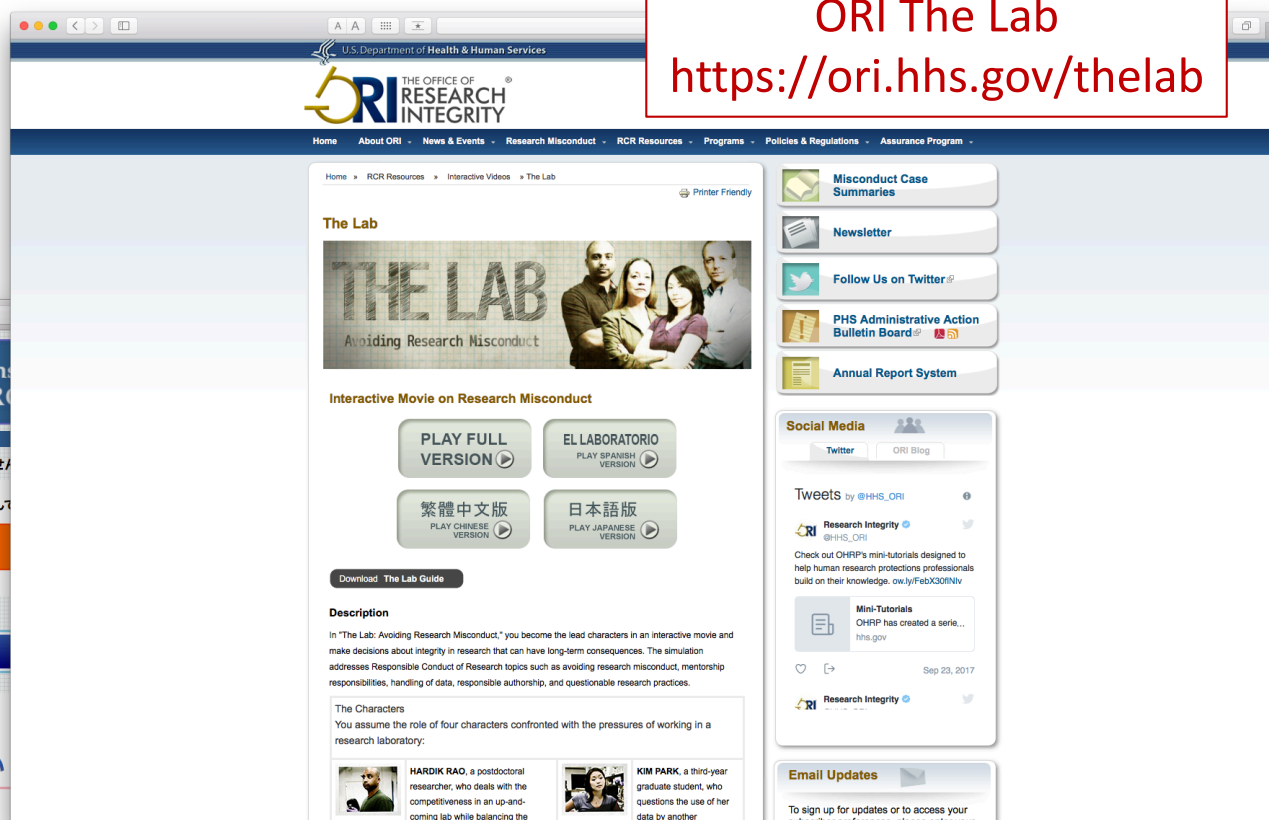 ORI The Lab
https://ori.hhs.gov/thelab
A A
U.S. Department of Health & Human Services
ORI THE OFFICE OF
RESEARCH
INTEGRITY ®
Home About ORI News & Events Research Misconduct RCR Resources Programs Policies & Regulations Assurance Program
Home » RCR Resources » Interactive Videos » The Lab
Printer Friendly
The Lab
THE LAB
Avoiding Research Misconduct
Interactive Movie on Research Misconduct
PLAY FULL
VERSION
EL LABORATORIO
PLAY SPANISH
VERSION
繁體中文版
PLAY CHINESE
VERSION
日本語版
PLAY JAPANESE
VERSION
Download The Lab Guide
Description
In "The Lab: Avoiding Research Misconduct," you become the lead characters in an interactive movie and
make decisions about integrity in research that can have long-term consequences. The simulation
addresses Responsible Conduct of Research topics such as avoiding research misconduct, mentorship
responsibilities, handling of data, responsible authorship, and questionable research practices.
The Characters
You assume the role of four characters confronted with the pressures of working in a
research laboratory:
HARDIK RAO, a postdoctoral
researcher, who deals with the
competitiveness in an up-and-
coming lab while balancing the
KIM PARK, a third-year
graduate student, who
questions the use of her
data by another
Misconduct Case
Summaries
Newsletter
Follow Us on Twitter
PHS Administrative Action
Bulletin Board
Annual Report System
Social Media
Twitter ORI Blog
Tweets by @HHS_ORI
ORI Research Integrity
@HHS_ORI
Check out OHRP's mini-tutorials designed to
help human research protections professionals
build on their knowledge. ow.ly/FebX30flNlv
Mini-Tutorials
OHRP has created a serie...
hhs.gov
Sep 23, 2017
ORI Research Integrity
Email Updates
To sign up for updates or to access your